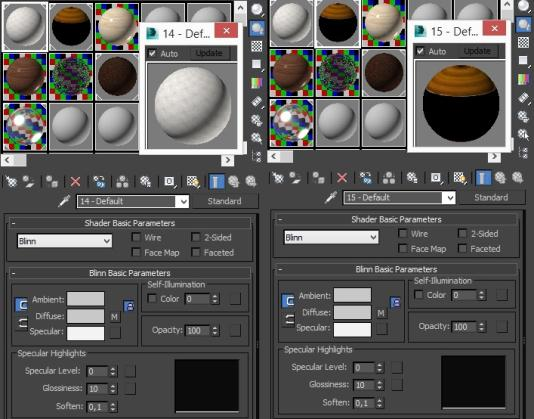 14 - Def...
Auto
Update
14 - Default
Standard
Shader Basic Parameters
Blinn
Wire
2-Sided
Face Map
Faceted
Blinn Basic Parameters
Self-Illumination
Ambient:
Color 0
Diffuse: M
Specular:
Opacity: 100
Specular Highlights
Specular Level: 0
Glossiness: 10
Soften: 0,1
15 - Def...
Auto
Update
15 - Default
Standard
Shader Basic Parameters
Blinn
Wire
2-Sided
Face Map
Faceted
Blinn Basic Parameters
Self-Illumination
Ambient:
Color 0
Diffuse: M
Specular:
Opacity: 100
Specular Highlights
Specular Level: 0
Glossiness: 10
Soften: 0,1